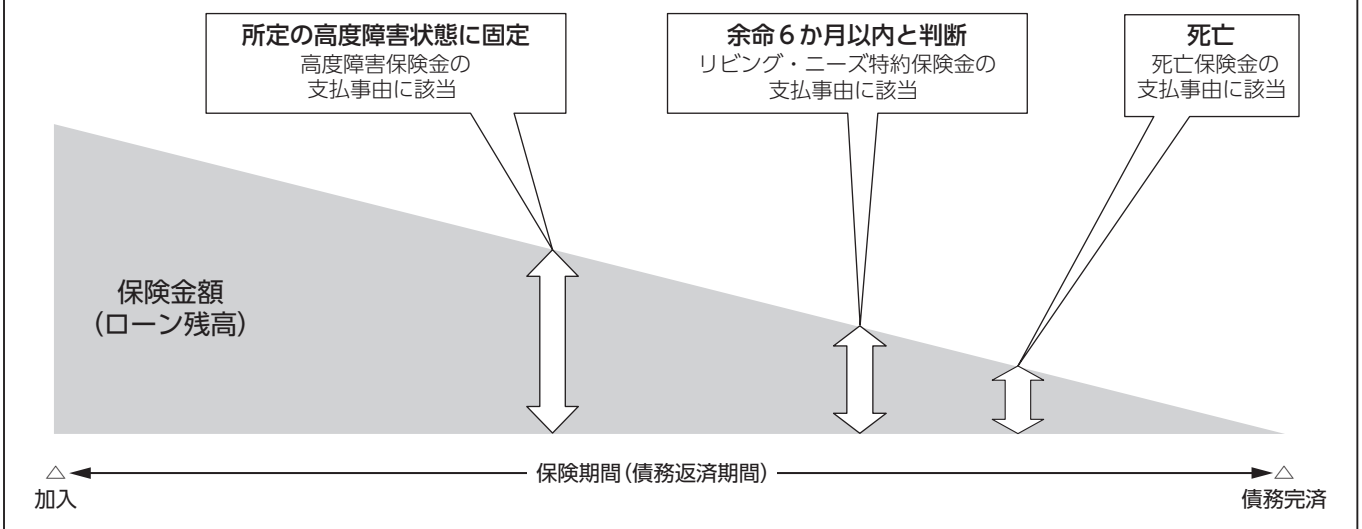 所定の高度障害状態に固定
高度障害保険金の
支払事由に該当
余命6か月以内と判断
リビング・ニーズ特約保険金の
支払事由に該当
死亡
死亡保険金の
支払事由に該当
保険金額
(ローン残高)
△
保険期間(債務返済期間)
△
加入
債務完済